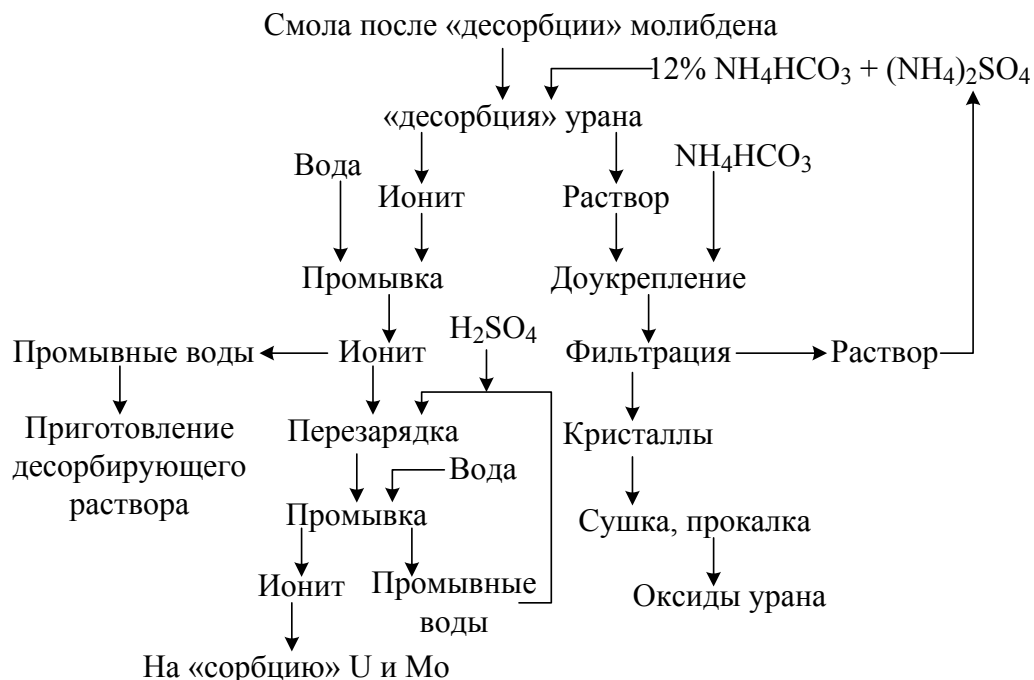 Смола после «десорбции» молибдена
12% NH₄HCO₃ + (NH₄)₂SO₄
«десорбция» урана
Вода
NH₄HCO₃
Ионит
Раствор
Промывка
Доукрепление
H₂SO₄
Промывные воды
Ионит
Фильтрация
Раствор
Приготовление
десорбирующего
раствора
Перезарядка
Кристаллы
Вода
Промывка
Сушка, прокалка
Ионит
Промывные
воды
Оксиды урана
На «сорбцию» U и Mo